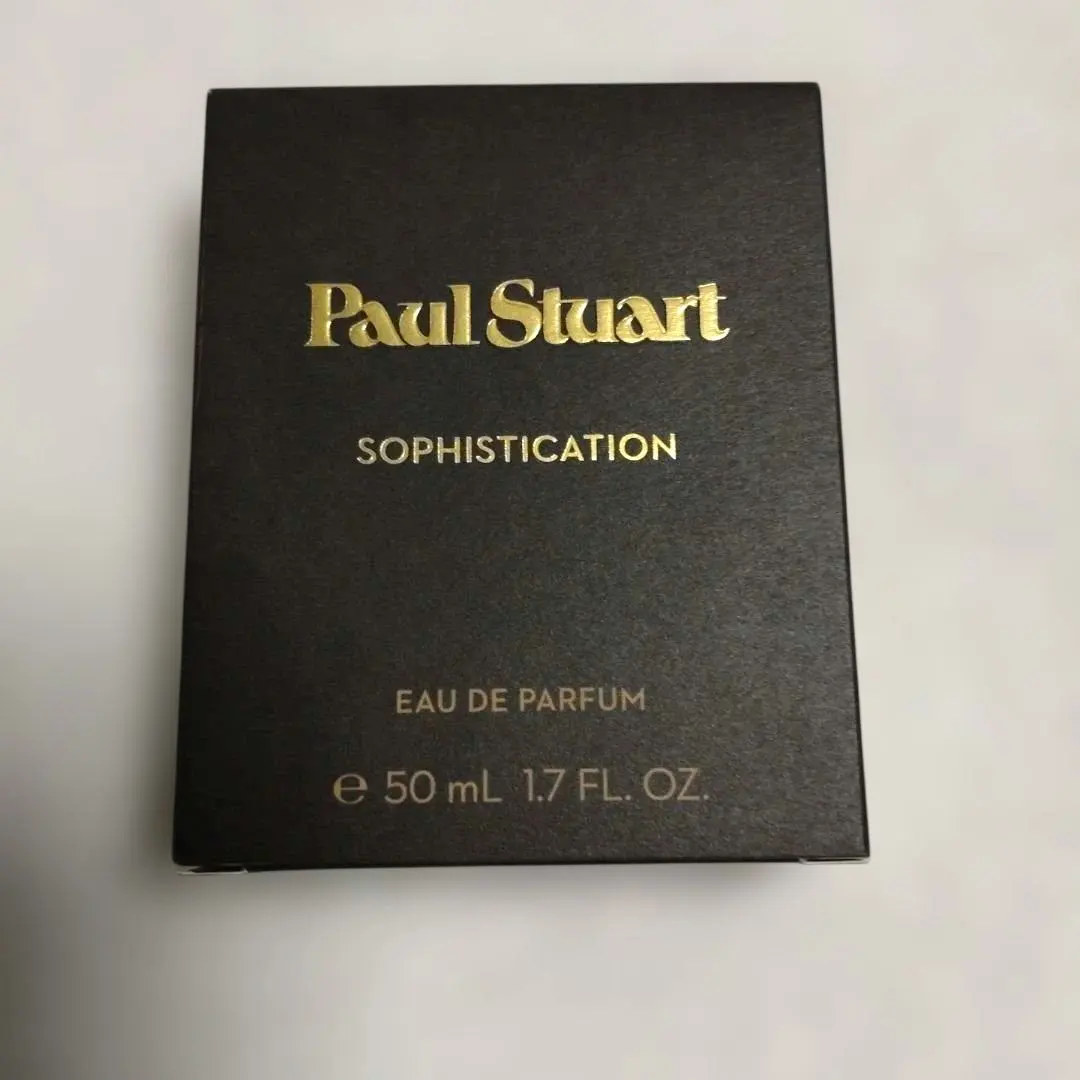 Paul Stuart
SOPHISTICATION
EAU DE PARFUM
℮ 50 mL 1.7 FL. OZ.